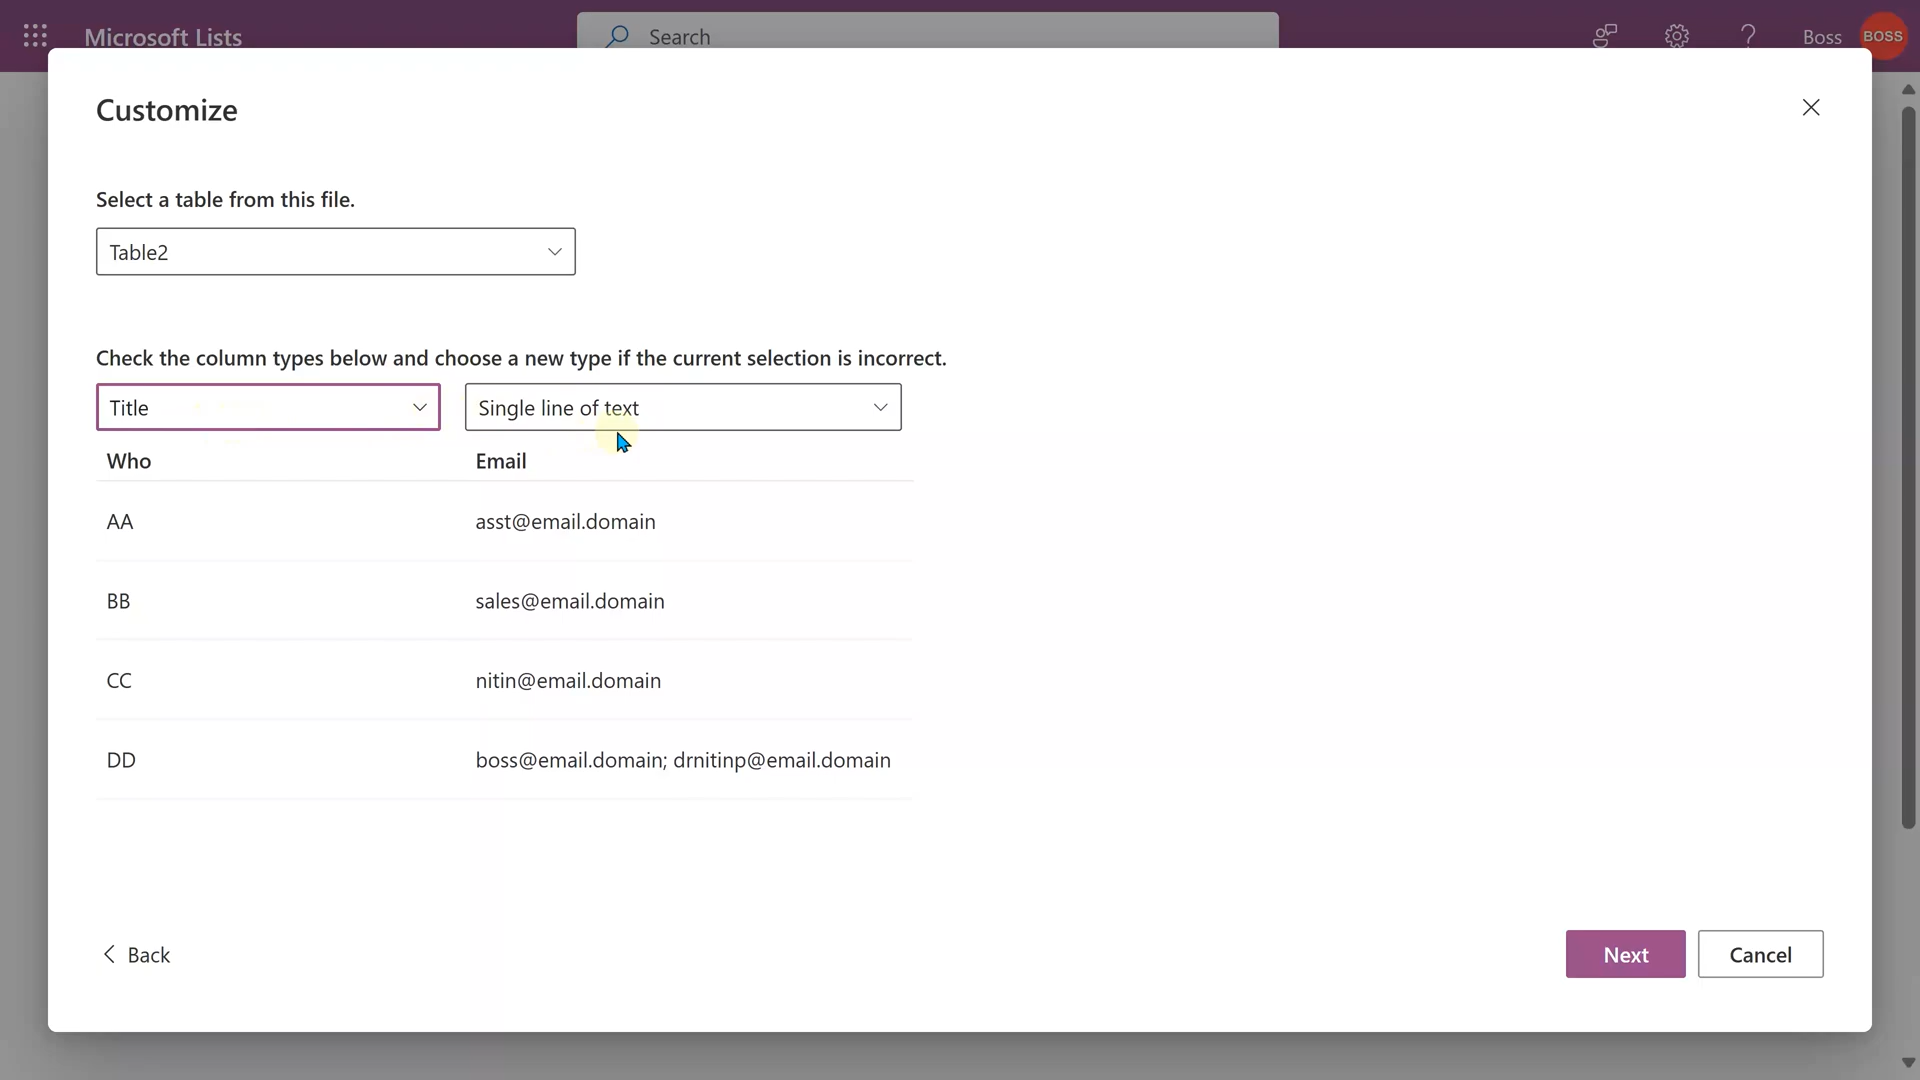 Microsoft Lists
Search
Boss
BOSS
Customize
Select a table from this file.
Table2
Check the column types below and choose a new type if the current selection is incorrect.
Title
Single line of text
Who
Email
AA
asst@email.domain
BB
sales@email.domain
CC
nitin@email.domain
DD
boss@email.domain; drnitinp@email.domain
Back
Next
Cancel